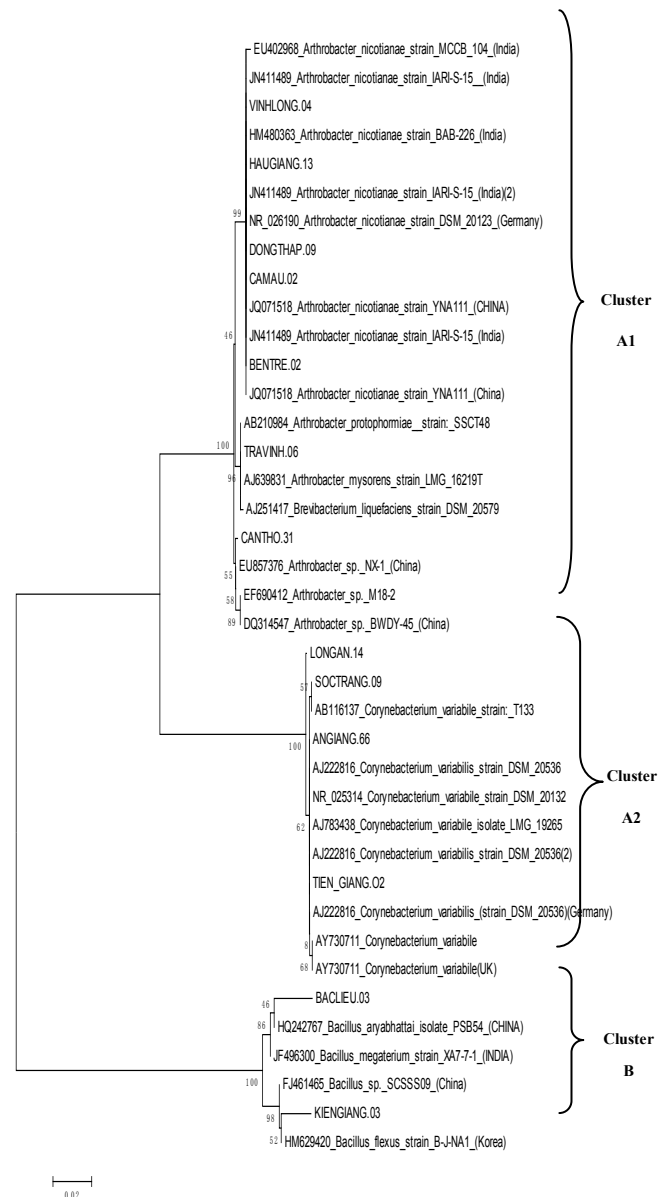 EU402968_Arthrobacter_nicotianae_strain_MCCB_104_(India)
JN411489_Arthrobacter_nicotianae_strain_IARI-S-15__(India)
VINHLONG.04
HM480363_Arthrobacter_nicotianae_strain_BAB-226_(India)
HAUGIANG.13
JN411489_Arthrobacter_nicotianae_strain_IARI-S-15_(India)(2)
99
NR_026190_Arthrobacter_nicotianae_strain_DSM_20123_(Germany)
DONGTHAP.09
CAMAU.02
JQ071518_Arthrobacter_nicotianae_strain_YNA111_(CHINA)
Cluster
A1
46
JN411489_Arthrobacter_nicotianae_strain_IARI-S-15_(India)
BENTRE.02
JQ071518_Arthrobacter_nicotianae_strain_YNA111_(China)
AB210984_Arthrobacter_protophormiae__strain:_SSCT48
100
TRAVINH.06
96
AJ639831_Arthrobacter_mysorens_strain_LMG_16219T
AJ251417_Brevibacterium_liquefaciens_strain_DSM_20579
CANTHO.31
EU857376_Arthrobacter_sp._NX-1_(China)
55
EF690412_Arthrobacter_sp._M18-2
58
89
DQ314547_Arthrobacter_sp._BWDY-45_(China)
LONGAN.14
57
SOCTRANG.09
AB116137_Corynebacterium_variabile_strain:_T133
100
ANGIANG.66
AJ222816_Corynebacterium_variabilis_strain_DSM_20536
Cluster
A2
NR_025314_Corynebacterium_variabile_strain_DSM_20132
62
AJ783438_Corynebacterium_variabile_isolate_LMG_19265
AJ222816_Corynebacterium_variabilis_strain_DSM_20536(2)
TIEN_GIANG.O2
AJ222816_Corynebacterium_variabilis_(strain_DSM_20536)(Germany)
8
AY730711_Corynebacterium_variabile
68
AY730711_Corynebacterium_variabile(UK)
46
BACLIEU.03
86
HQ242767_Bacillus_aryabhattai_isolate_PSB54_(CHINA)
Cluster
B
JF496300_Bacillus_megaterium_strain_XA7-7-1_(INDIA)
100
FJ461465_Bacillus_sp._SCSSS09_(China)
98
KIENGIANG.03
52
HM629420_Bacillus_flexus_strain_B-J-NA1_(Korea)
0.02